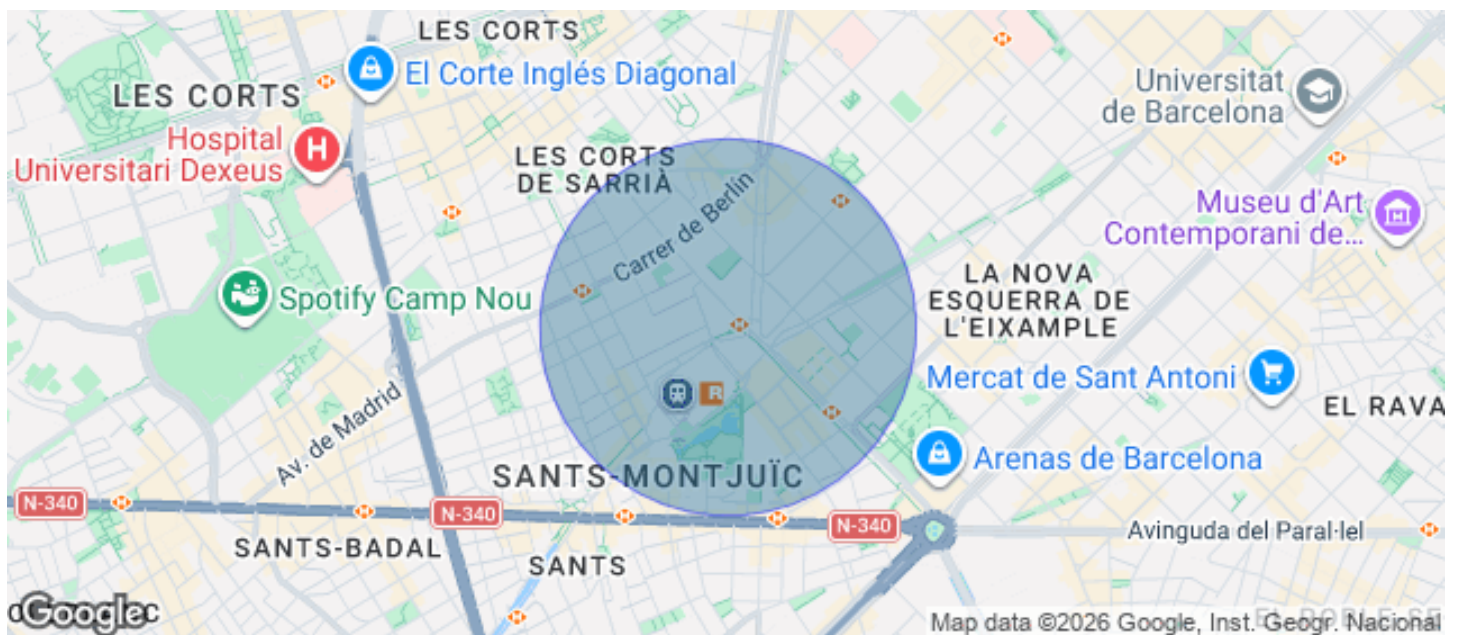 LES CORTS
El Corte Inglés Diagonal
LES CORTS
Hospital
Universitari Dexeus
LES CORTS
DE SARRIÀ
Universitat
de Barcelona
Carrer de Berlín
Museu d'Art
Contemporani de...
Spotify Camp Nou
LA NOVA
ESQUERRA DE
L'EIXAMPLE
Mercat de Sant Antoni
EL RAVA
Av. de Madrid
R
Arenas de Barcelona
SANTS-MONTJUÏC
N-340
N-340
N-340
Avinguda del Paral·lel
SANTS-BADAL
SANTS
Google
Map data ©2026 Google, Inst. Geogr. Nacional